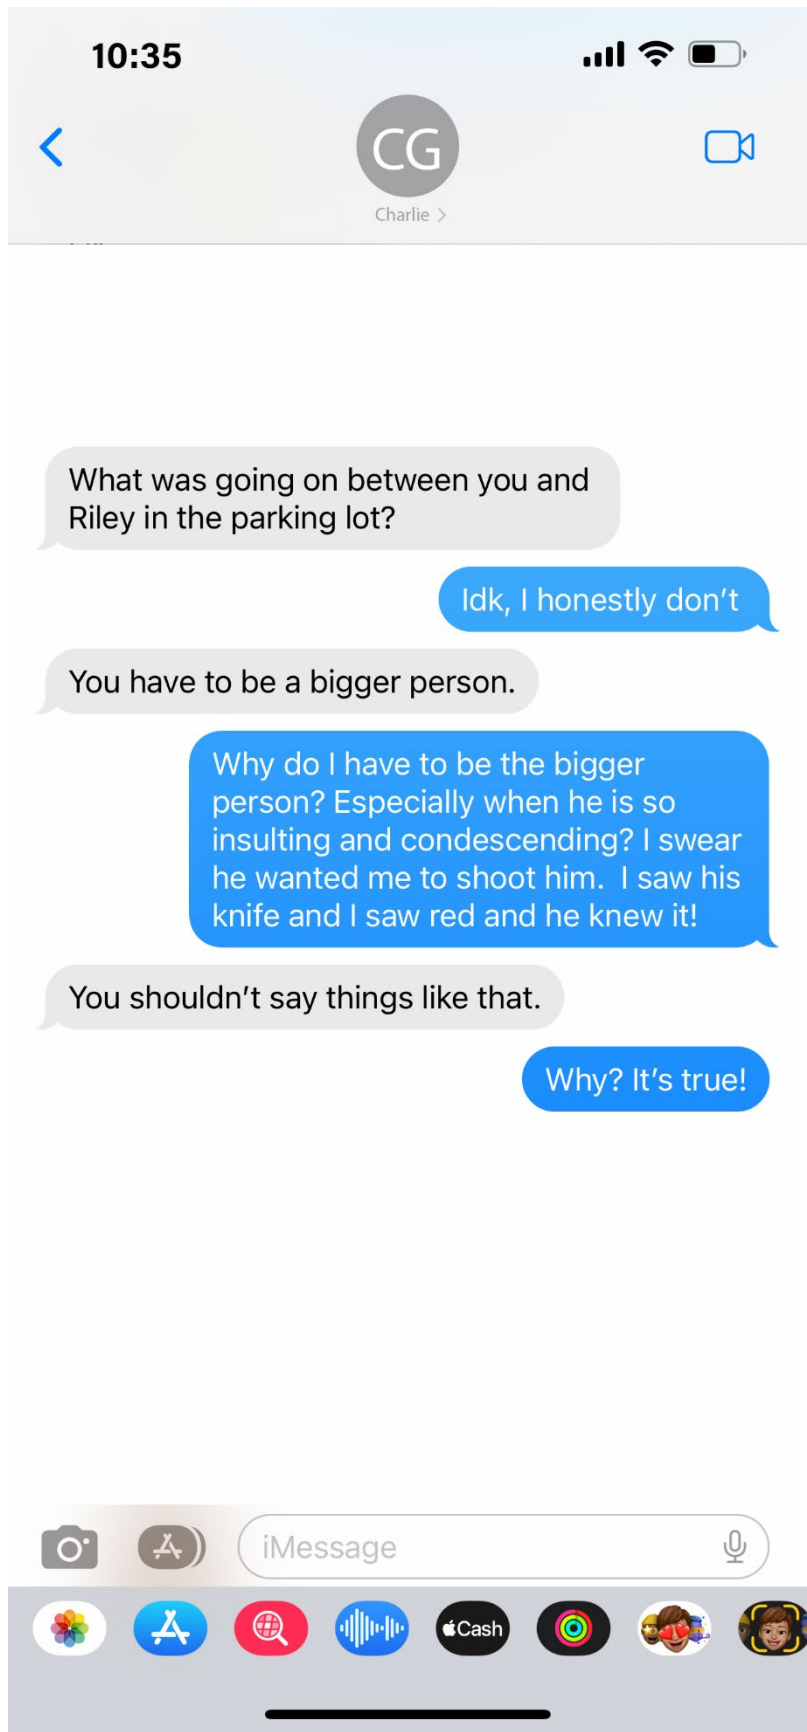 10:35
CG
Charlie >
What was going on between you and
Riley in the parking lot?
Idk, I honestly don’t
You have to be a bigger person.
Why do I have to be the bigger
person? Especially when he is so
insulting and condescending? I swear
he wanted me to shoot him.  I saw his
knife and I saw red and he knew it!
You shouldn’t say things like that.
Why? It’s true!
iMessage
Cash